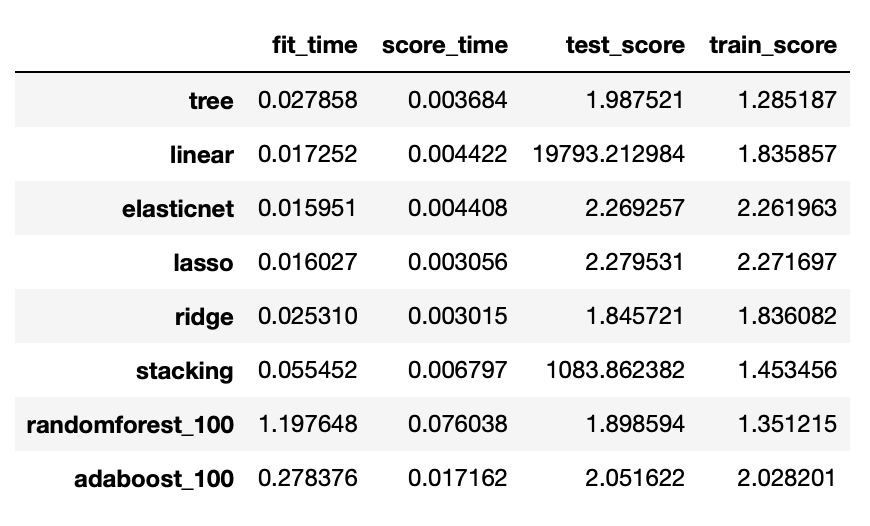 fit_time score_time test_score train_score
tree 0.027858 0.003684 1.987521 1.285187
linear 0.017252 0.004422 19793.212984 1.835857
elasticnet 0.015951 0.004408 2.269257 2.261963
lasso 0.016027 0.003056 2.279531 2.271697
ridge 0.025310 0.003015 1.845721 1.836082
stacking 0.055452 0.006797 1083.862382 1.453456
randomforest_100 1.197648 0.076038 1.898594 1.351215
adaboost_100 0.278376 0.017162 2.051622 2.028201